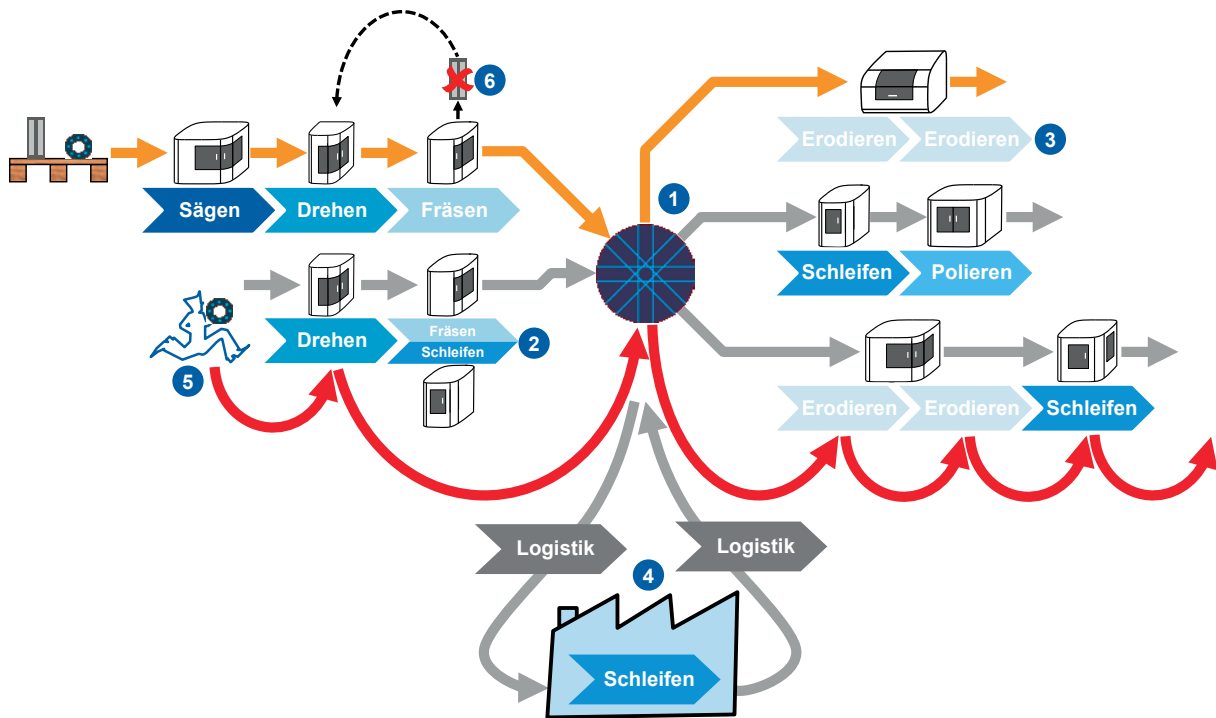 6
Erodieren
Erodieren
3
Sägen
Drehen
Fräsen
1
Schleifen
Polieren
Drehen
Fräsen
Schleifen
2
5
Erodieren
Erodieren
Schleifen
Logistik
Logistik
4
Schleifen